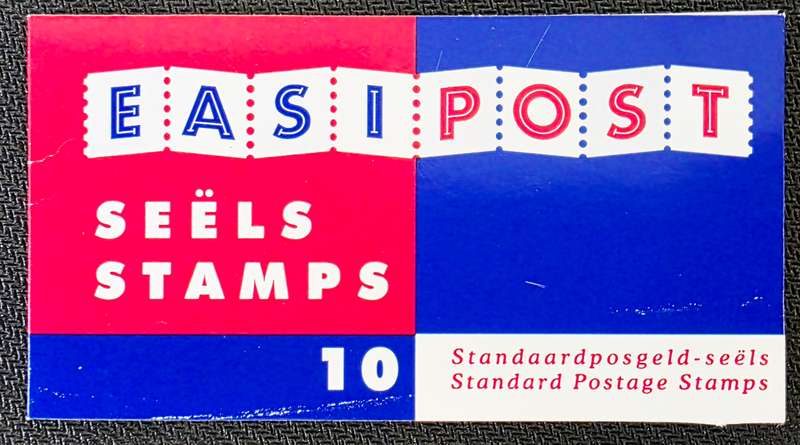 EASIPOST
SEËLS
STAMPS
10
Standaardposgeld-seëls
Standard Postage Stamps